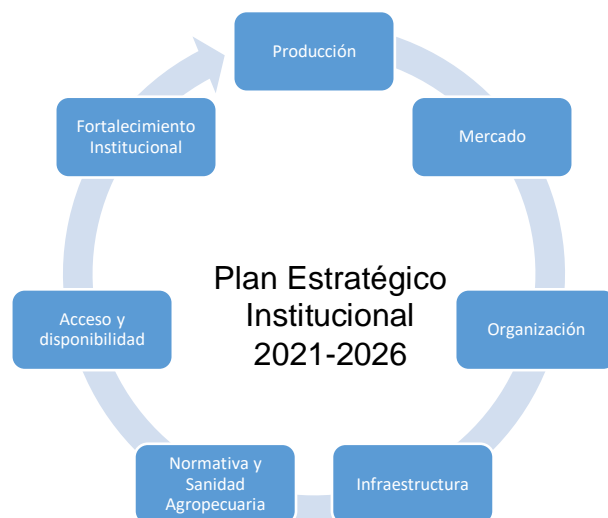 Producción
Mercado
Organización
Infraestructura
Normativa y
Sanidad
Agropecuaria
Acceso y
disponibilidad
Fortalecimiento
Institucional
Plan Estratégico
Institucional
2021-2026